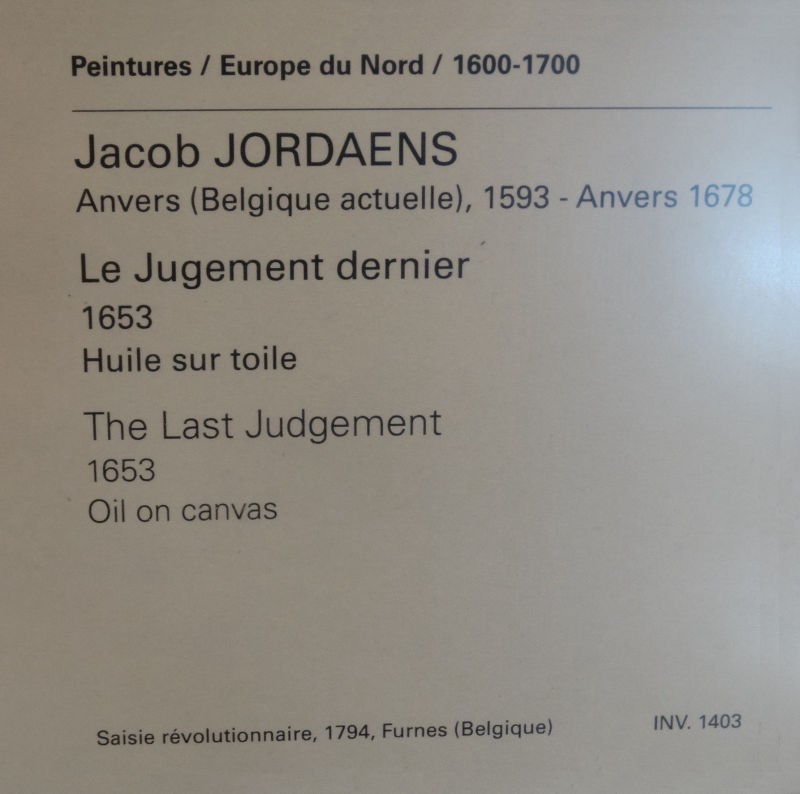 Peintures / Europe du Nord / 1600-1700
Jacob JORDAENS
Anvers (Belgique actuelle), 1593 - Anvers 1678
Le Jugement dernier
1653
Huile sur toile
The Last Judgement
1653
Oil on canvas
Saisie révolutionnaire, 1794, Furnes (Belgique) INV. 1403